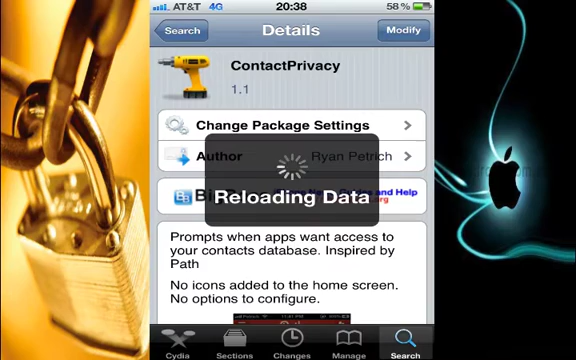 AT&T 4G 20:38 58 %
Search Details Modify
ContactPrivacy
1.1
Change Package Settings
Author Ryan Petrich
Reloading Data
and Help
Prompts when apps want access to
your contacts database. Inspired by
Path
No icons added to the home screen.
No options to configure.
Cydia Sections Changes Manage Search